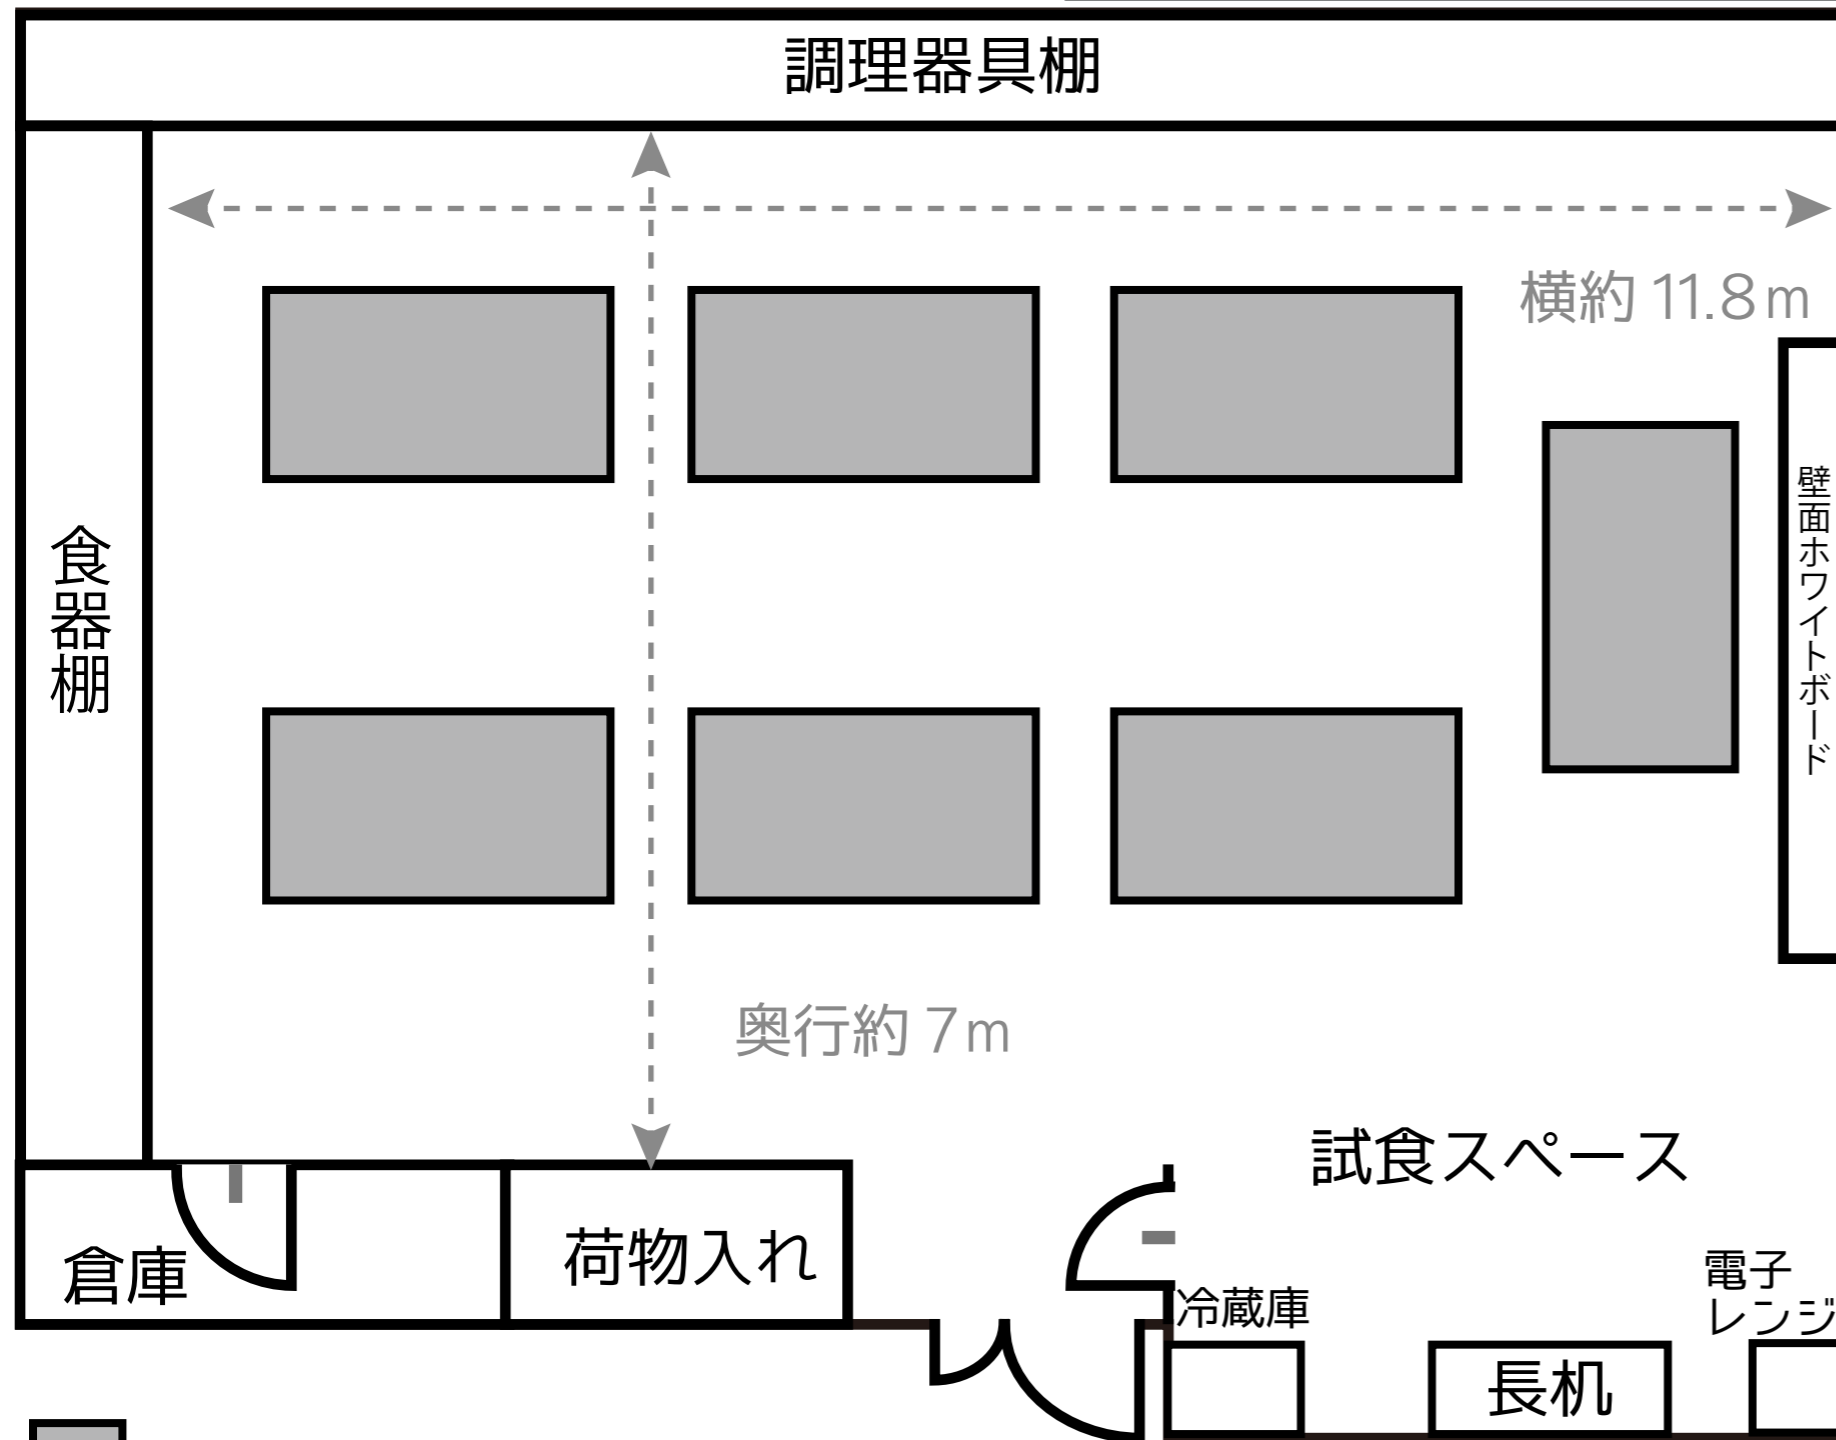 調理器具棚
横約 11.8m
壁面ホワイトボード
食器棚
奥行約 7m
試食スペース
倉庫
荷物入れ
冷蔵庫
電子
レンジ
長机